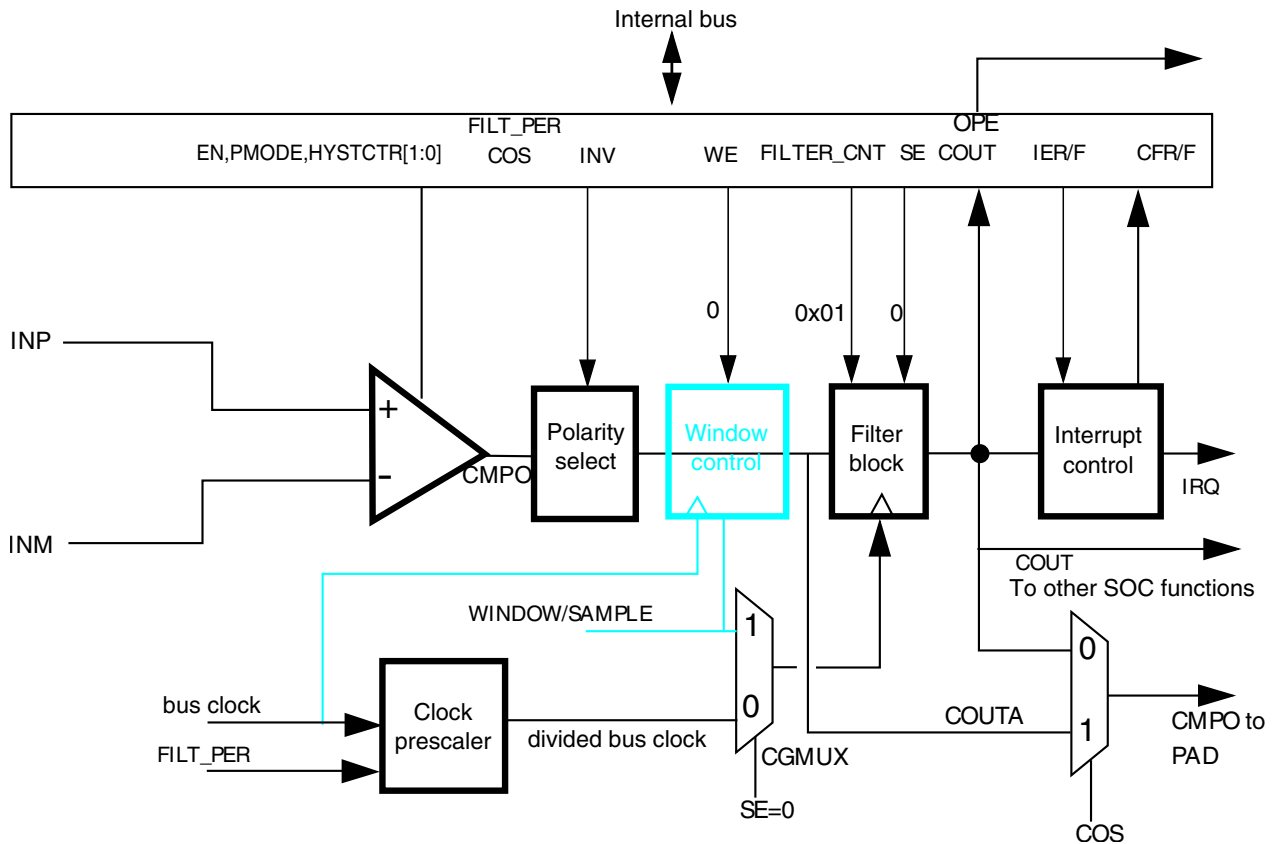 Internal bus
FILT_PER
OPE
EN,PMODE,HYSTCTR[1:0]
COS
INV
WE
FILTER_CNT
SE
COUT
IER/F
CFR/F
0
0x01
0
INP
+
-
INM
CMPO
Polarity
select
Window
control
Filter
block
Interrupt
control
IRQ
COUT
To other SOC functions
WINDOW/SAMPLE
1
0
bus clock
FILT_PER
Clock
prescaler
divided bus clock
CGMUX
SE=0
COUTA
0
1
CMPO to
PAD
COS